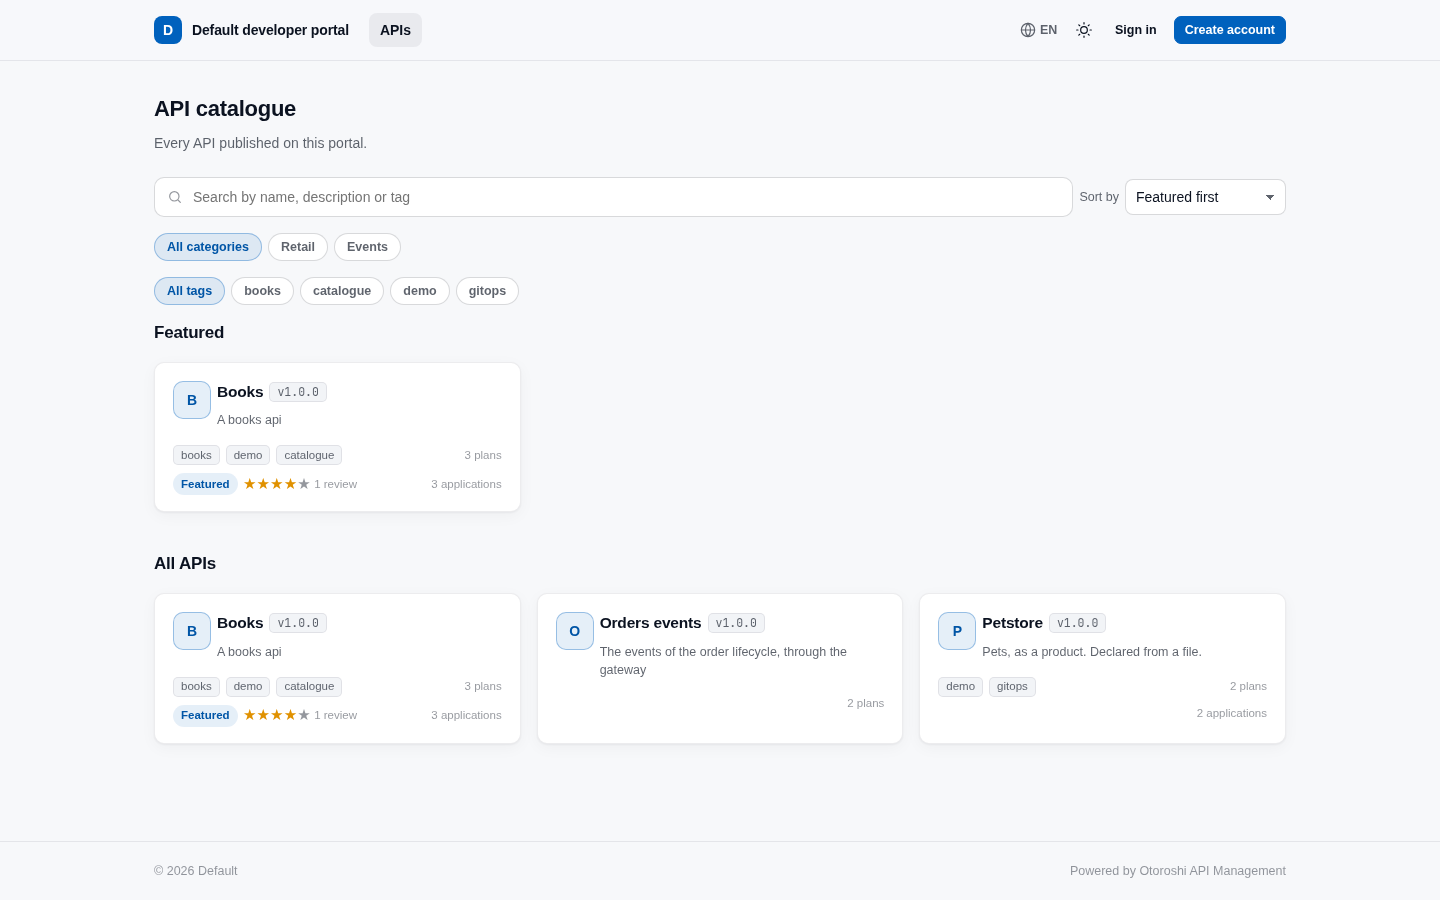 D Default developer portal APIs EN Sign in Create account
API catalogue
Every API published on this portal.
Search by name, description or tag Sort by Featured first
All categories Retail Events
All tags books catalogue demo gitops
Featured
B Books v1.0.0
A books api
books demo catalogue 3 plans
Featured ★★★★★ 1 review 3 applications
All APIs
B Books v1.0.0
A books api
books demo catalogue 3 plans
Featured ★★★★★ 1 review 3 applications
O Orders events v1.0.0
The events of the order lifecycle, through the
gateway
2 plans
P Petstore v1.0.0
Pets, as a product. Declared from a file.
demo gitops 2 plans
2 applications
© 2026 Default Powered by Otoroshi API Management